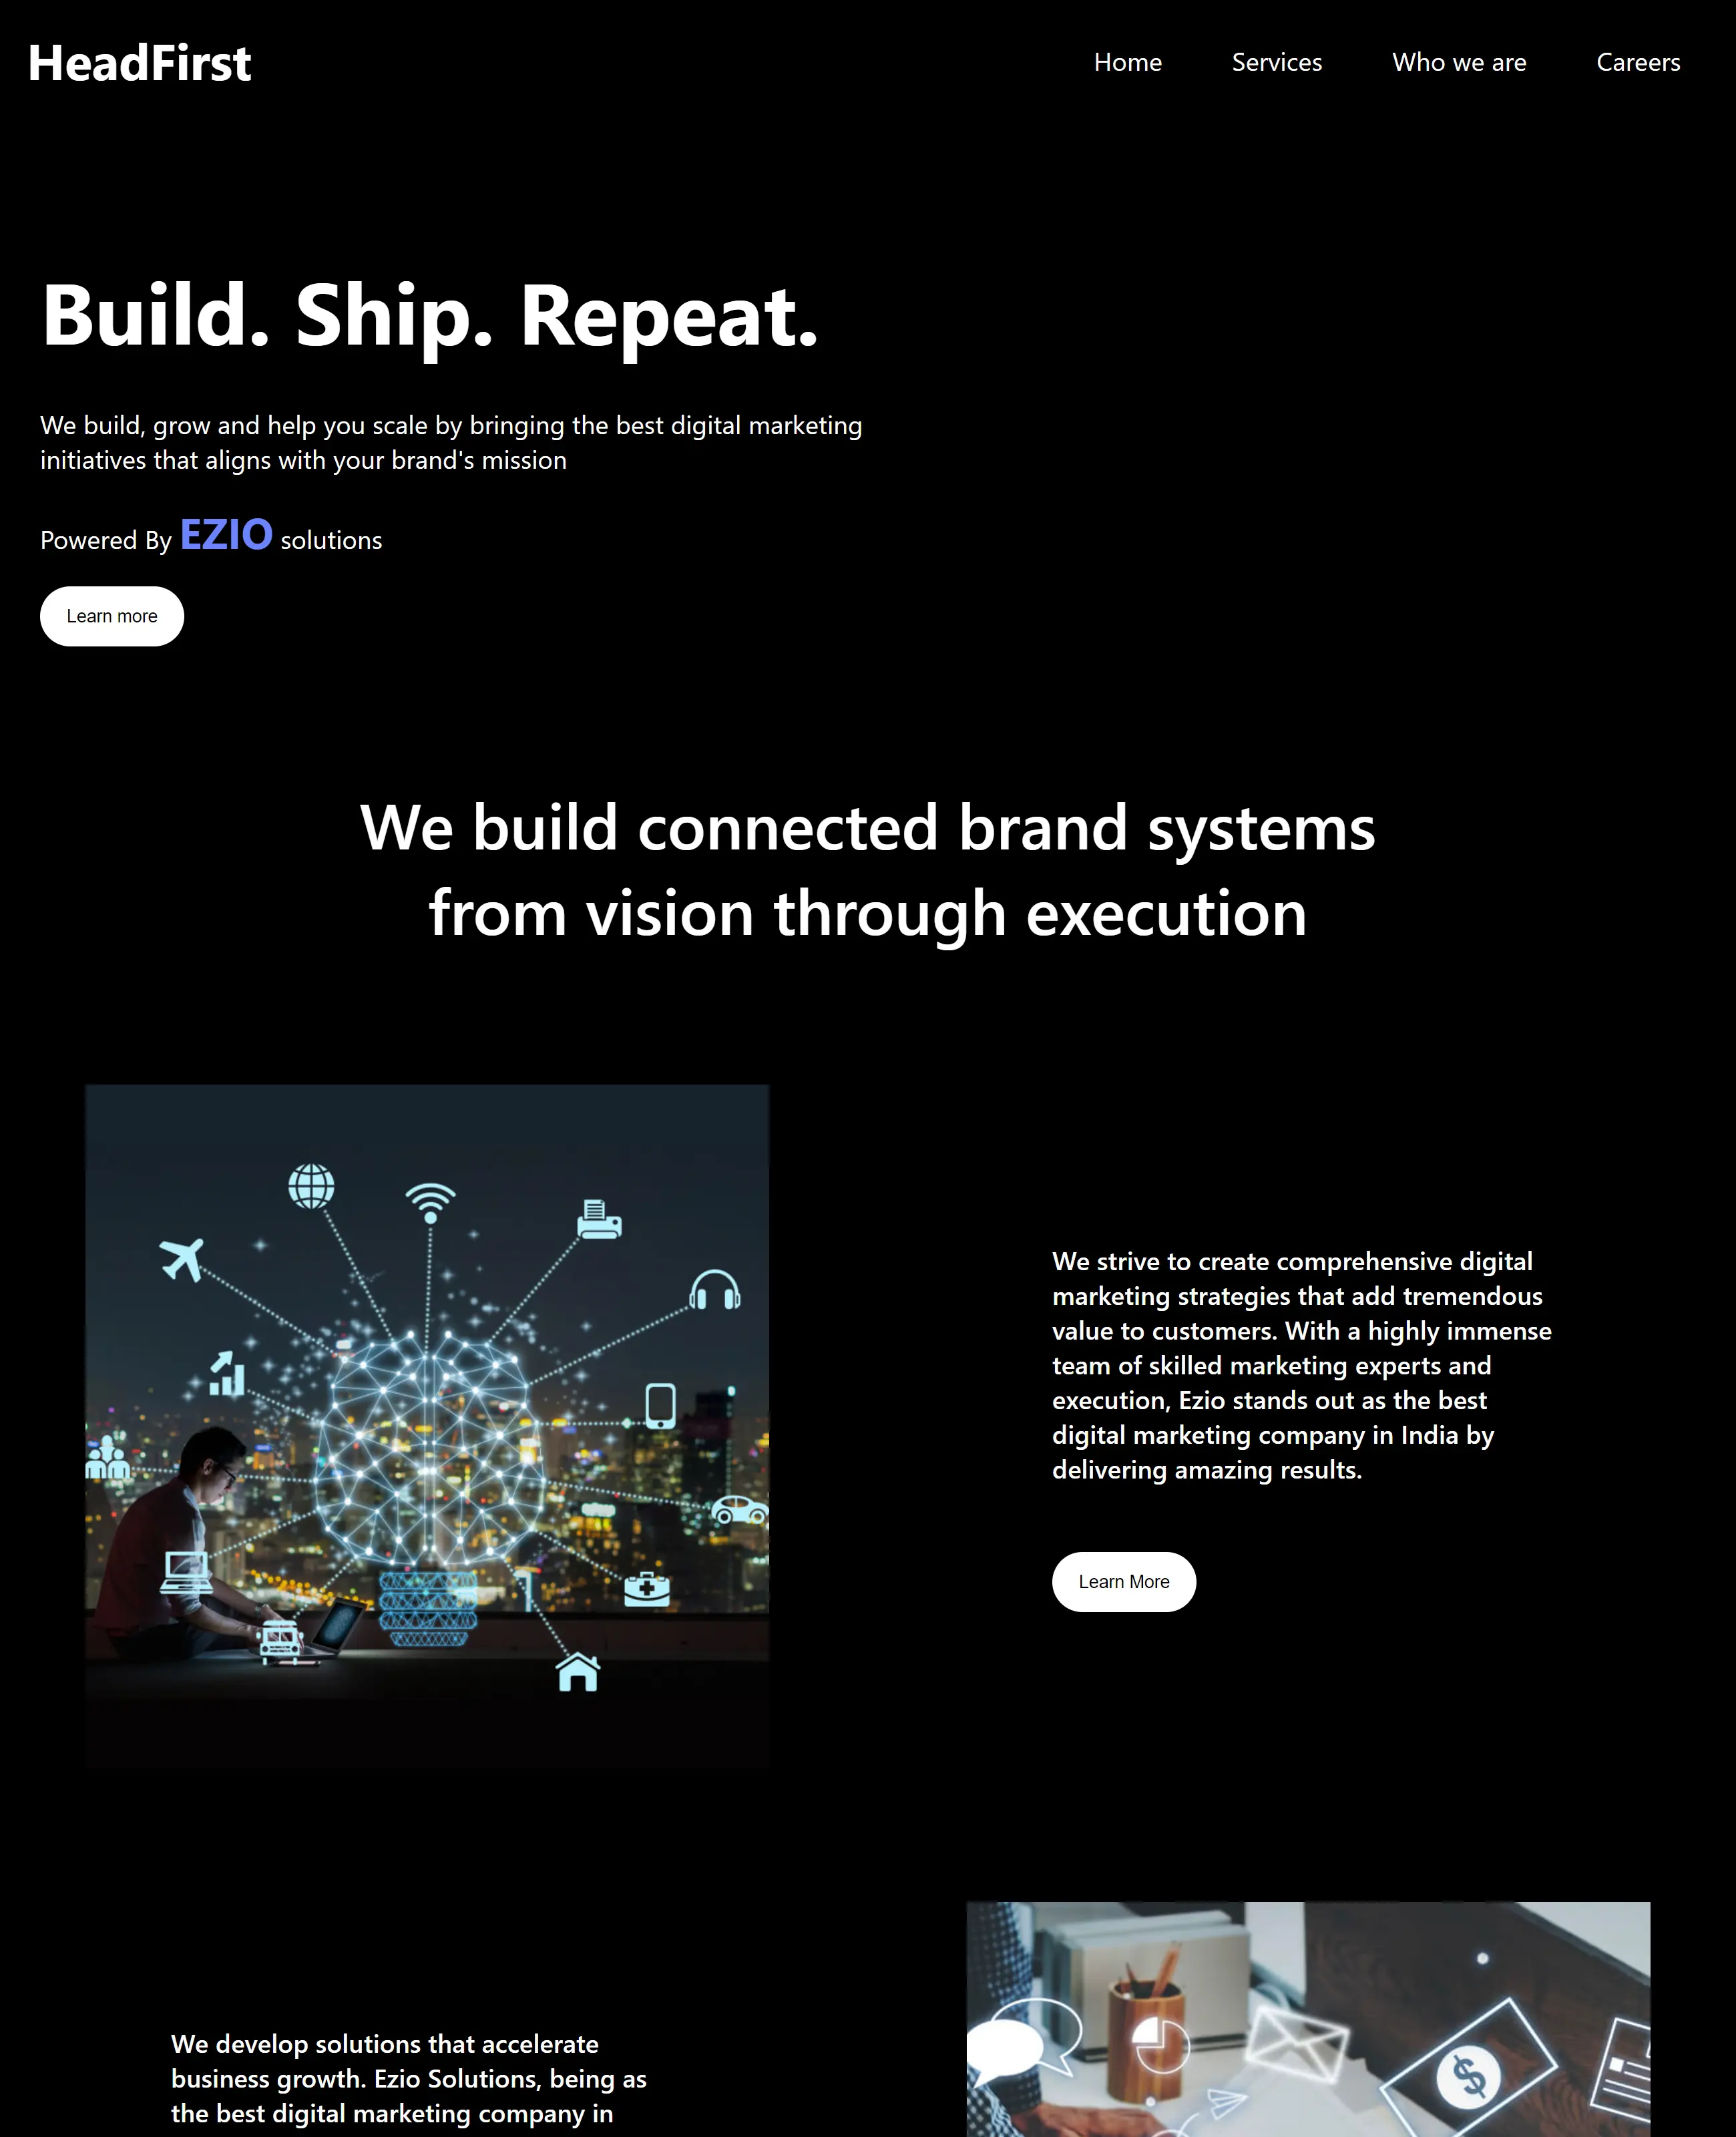 HeadFirst
Home Services Who we are Careers
Build. Ship. Repeat.
We build, grow and help you scale by bringing the best digital marketing
initiatives that aligns with your brand's mission
Powered By EZIO solutions
Learn more
We build connected brand systems
from vision through execution
We strive to create comprehensive digital
marketing strategies that add tremendous
value to customers. With a highly immense
team of skilled marketing experts and
execution, Ezio stands out as the best
digital marketing company in India by
delivering amazing results.
Learn More
We develop solutions that accelerate
business growth. Ezio Solutions, being as
the best digital marketing company in